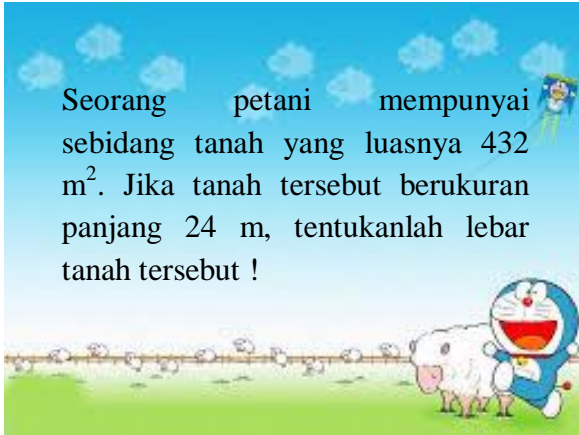 Seorang petani mempunyai
sebidang tanah yang luasnya 432
m². Jika tanah tersebut berukuran
panjang 24 m, tentukanlah lebar
tanah tersebut !